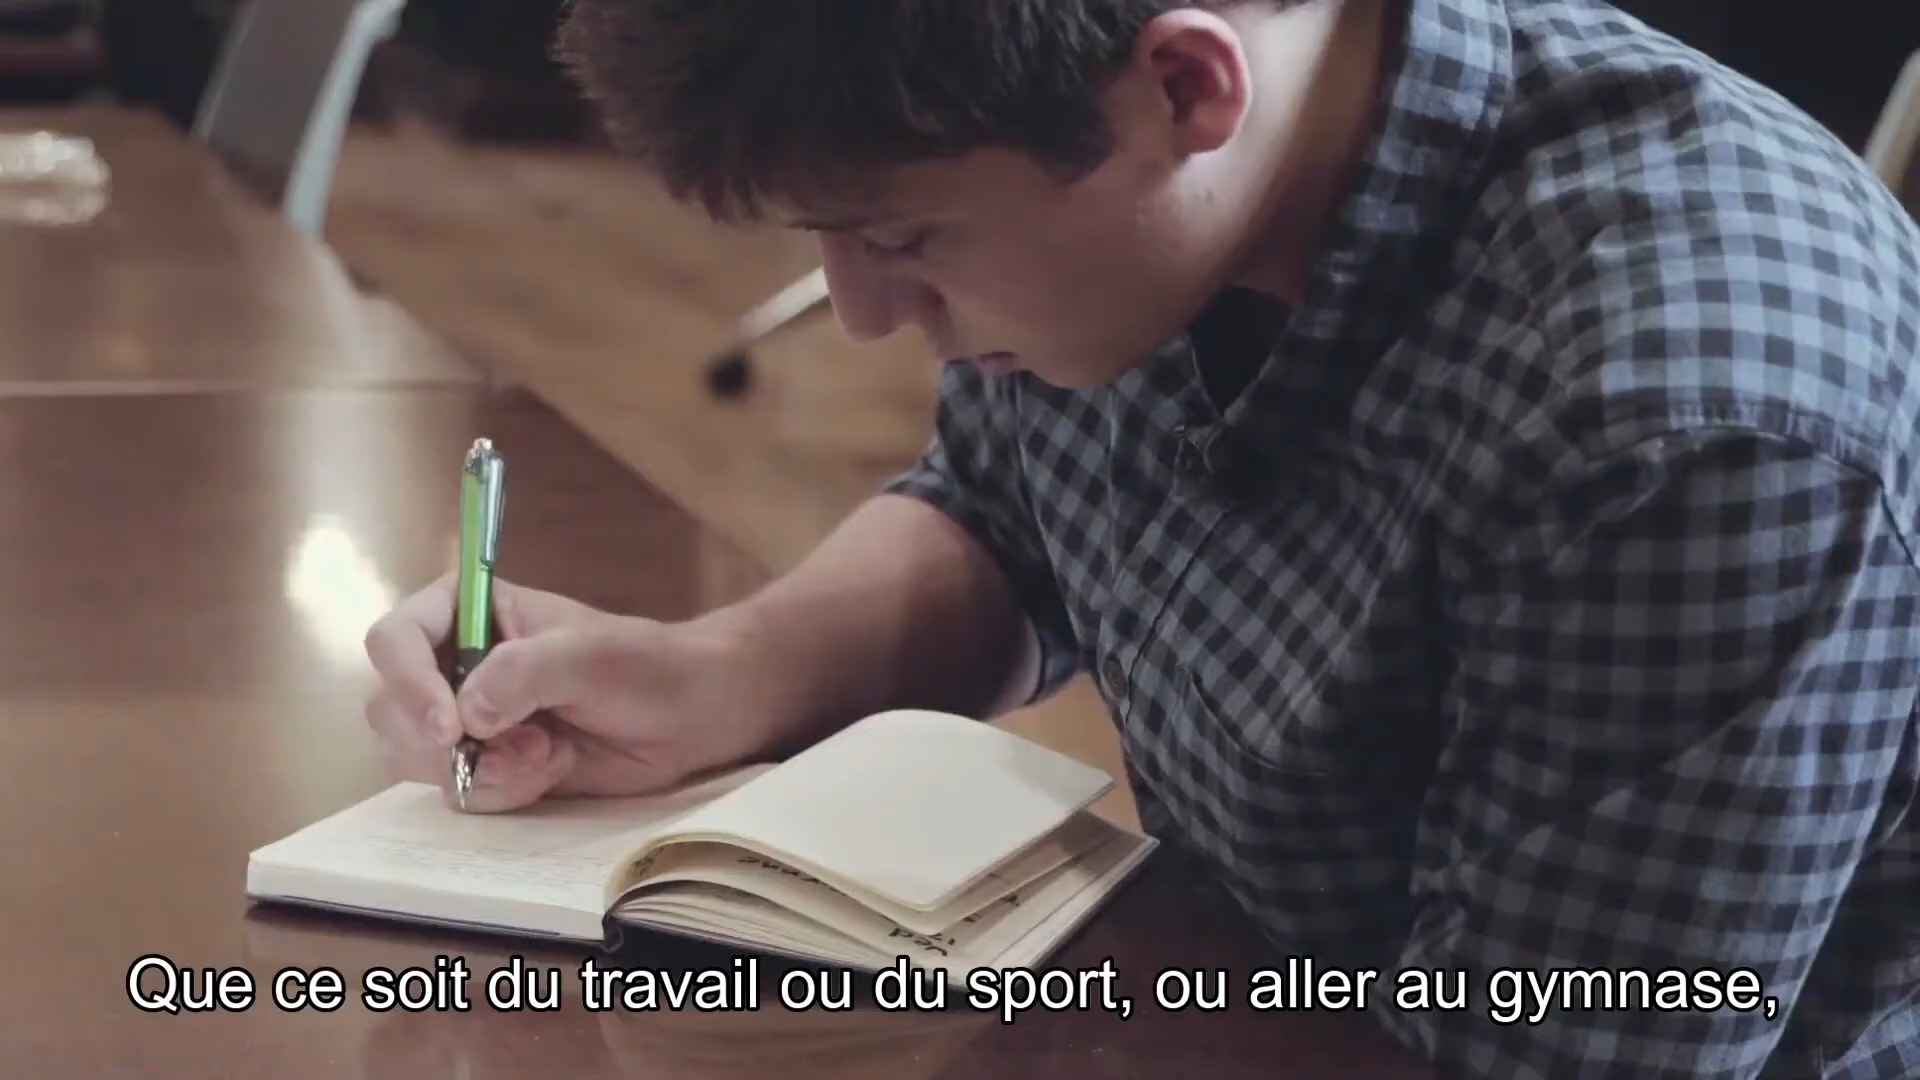 Que ce soit du travail ou du sport, ou aller au gymnase,